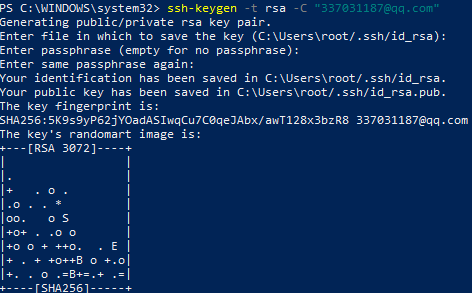 PS C:\WINDOWS\system32> ssh-keygen -t rsa -C "337031187@qq.com"
Generating public/private rsa key pair.
Enter file in which to save the key (C:\Users\root/.ssh/id_rsa):
Enter passphrase (empty for no passphrase):
Enter same passphrase again:
Your identification has been saved in C:\Users\root/.ssh/id_rsa.
Your public key has been saved in C:\Users\root/.ssh/id_rsa.pub.
The key fingerprint is:
SHA256:5K9s9yP62jYOadASIwqCu7C0qeJAbx/awT128x3bzR8 337031187@qq.com
The key's randomart image is:
+---[RSA 3072]----+
|                 |
|.                |
|+   . o .        |
|.o . . *         |
|oo.   o S        |
|+o+ . .o o       |
|+o o + ++o.  . E |
|+ . + +o++B o +.o|
|+. . o .=B+=.+ .=|
+----[SHA256]-----+